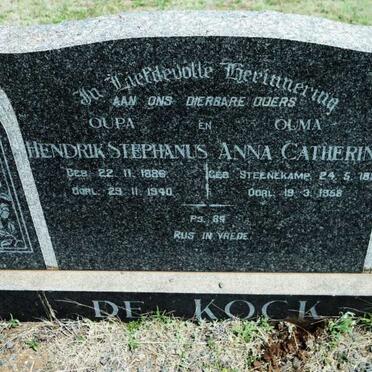 In Liefdevolle Herinnering
AAN ONS DIERBARE OUERS
OUPA EN OUMA
HENDRIK STEPHANUS ANNA CATHERIN
GEB. 22. 11. 1886 GEB STEENEKAMP. 24. 5.
OORL. 29. 11. 1940. OORL. 19. 3. 1958
PS. 89
RUS IN VREDE.
DE KOCK